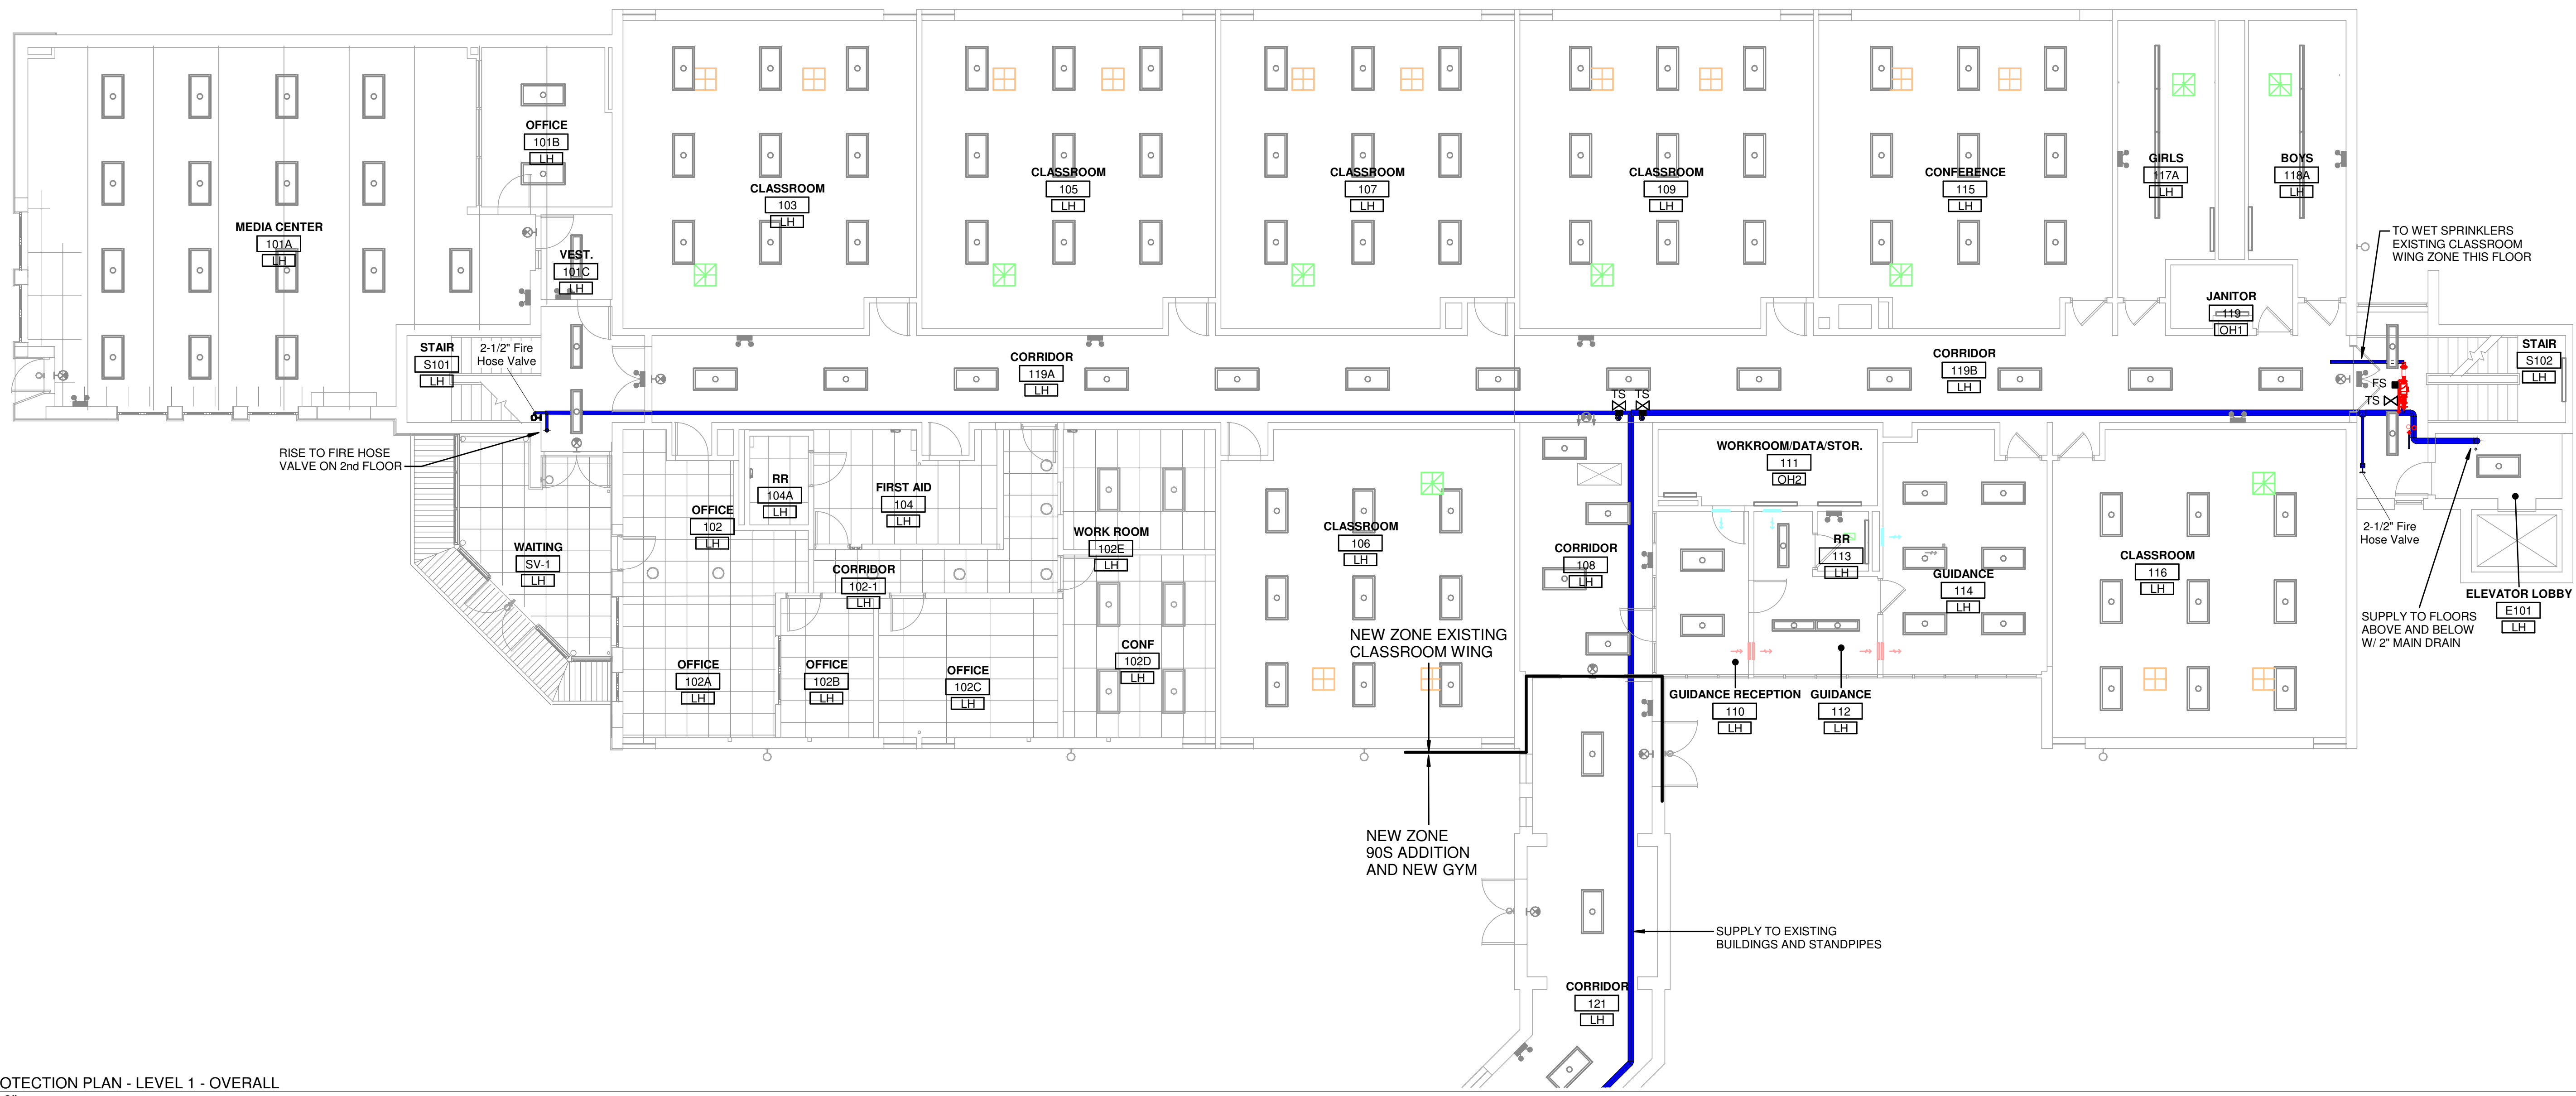 OFFICE
101B
LH
MEDIA CENTER
101A
LH
VEST.
101C
LH
CLASSROOM
103
LH
CLASSROOM
105
LH
CLASSROOM
107
LH
CLASSROOM
109
LH
CONFERENCE
115
LH
GIRLS
117A
LH
BOYS
118A
LH
TO WET SPRINKLERS
EXISTING CLASSROOM
WING ZONE THIS FLOOR
JANITOR
119
OH1
STAIR
S101
LH
2-1/2" Fire
Hose Valve
CORRIDOR
119A
LH
CORRIDOR
119B
LH
STAIR
S102
LH
FS
TS
TS
TS
RISE TO FIRE HOSE
VALVE ON 2nd FLOOR
WAITING
SV-1
LH
OFFICE
102
LH
RR
104A
LH
FIRST AID
104
LH
CORRIDOR
102-1
LH
WORK ROOM
102E
LH
CLASSROOM
106
LH
CORRIDOR
108
LH
WORKROOM/DATA/STOR.
111
OH2
RR
113
LH
GUIDANCE
114
LH
CLASSROOM
116
LH
2-1/2" Fire
Hose Valve
ELEVATOR LOBBY
E101
LH
SUPPLY TO FLOORS
ABOVE AND BELOW
W/ 2" MAIN DRAIN
OFFICE
102A
LH
OFFICE
102B
LH
OFFICE
102C
LH
CONF
102D
LH
NEW ZONE EXISTING
CLASSROOM WING
GUIDANCE RECEPTION
110
LH
GUIDANCE
112
LH
NEW ZONE
90S ADDITION
AND NEW GYM
SUPPLY TO EXISTING
BUILDINGS AND STANDPIPES
CORRIDOR
121
LH
OTECTION PLAN - LEVEL 1 - OVERALL